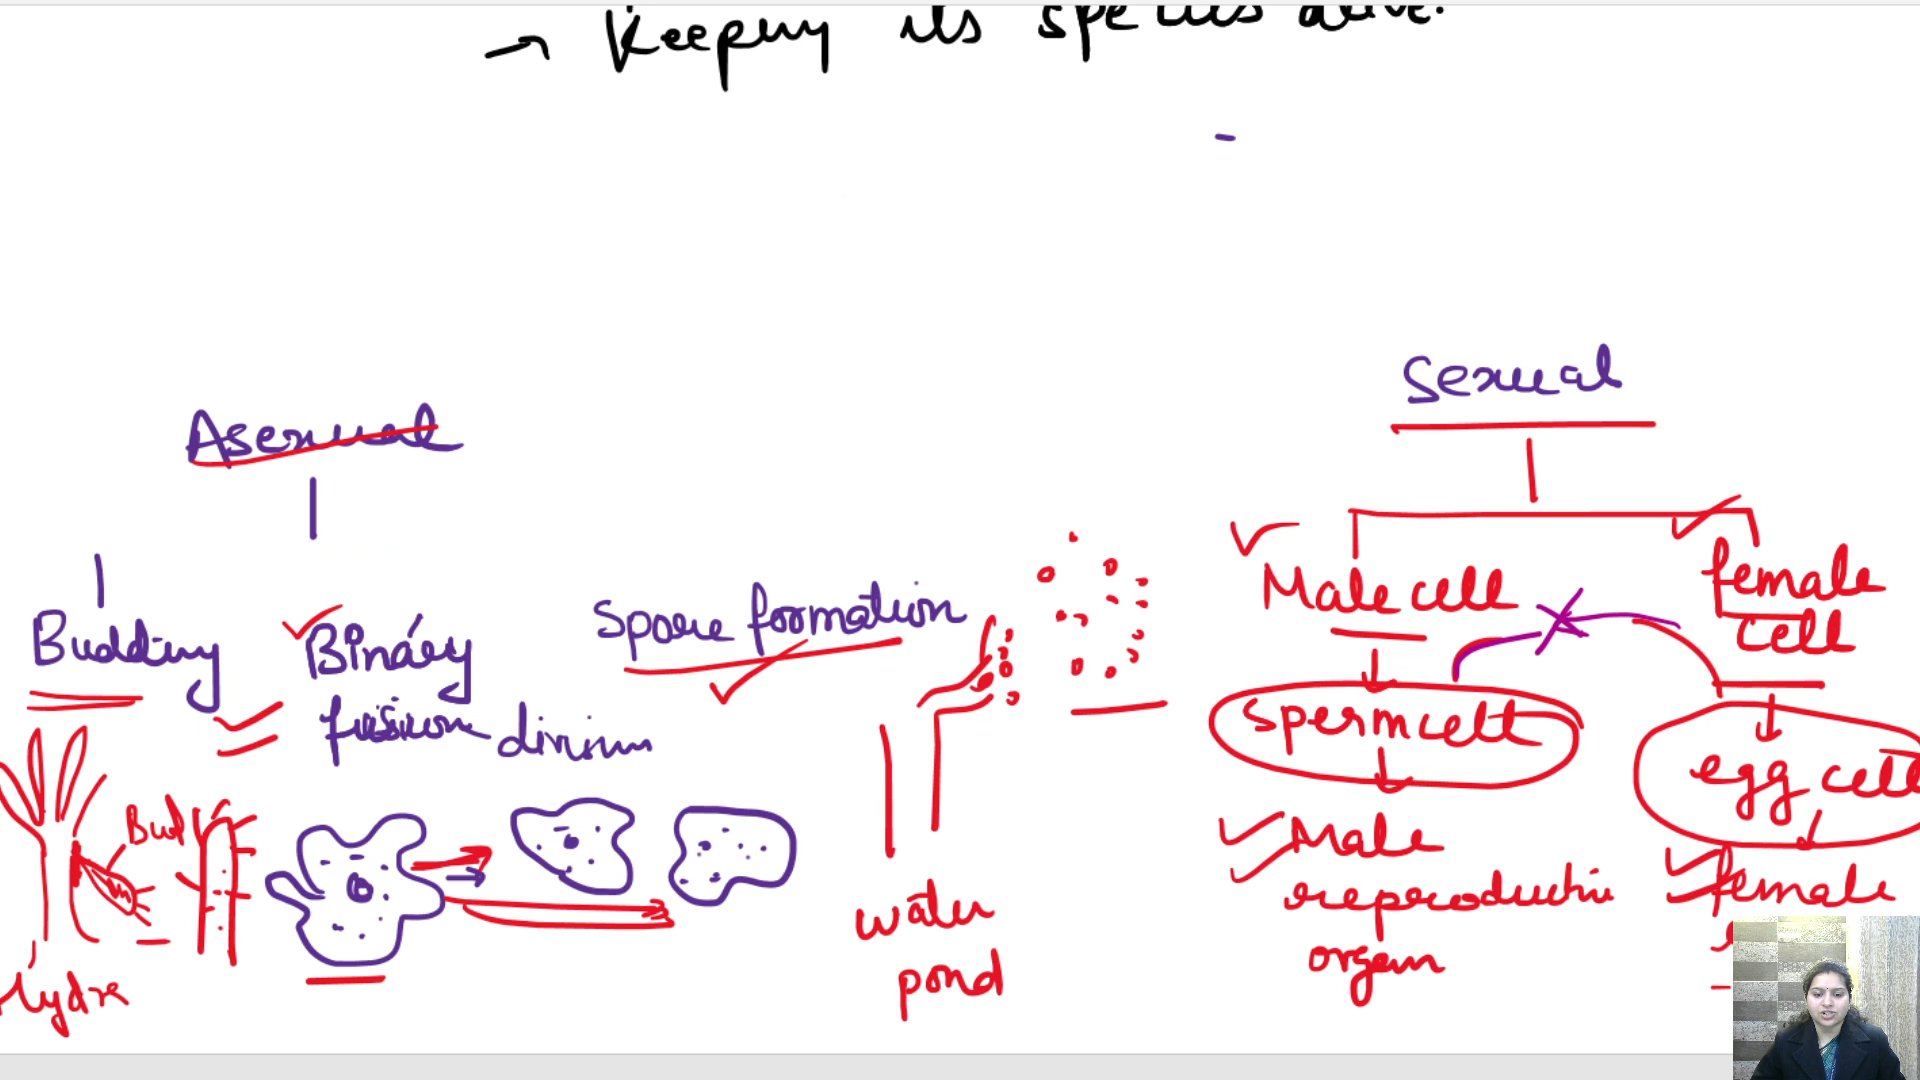 → Keeping its species alive.
Asexual
Sexual
Budding
Binary
fission division
Spore formation
Male cell
female
cell
sperm cell
egg cell
Bud
Male
reproductive
organ
female
water
pond
Hydra